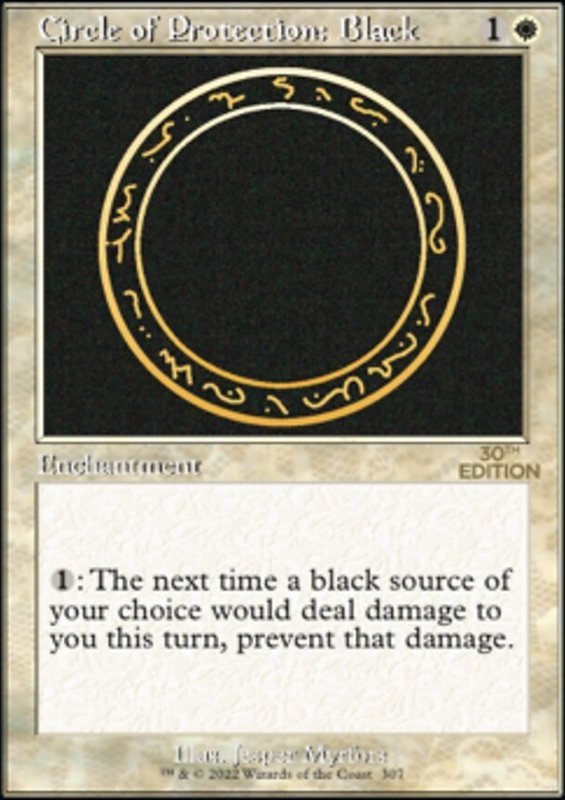 Circle of Protection: Black 1
Enchantment
30TH
EDITION
1: The next time a black source of
your choice would deal damage to
you this turn, prevent that damage.
Illus. Jesper Myrfors
™ & © 2022 Wizards of the Coast 307